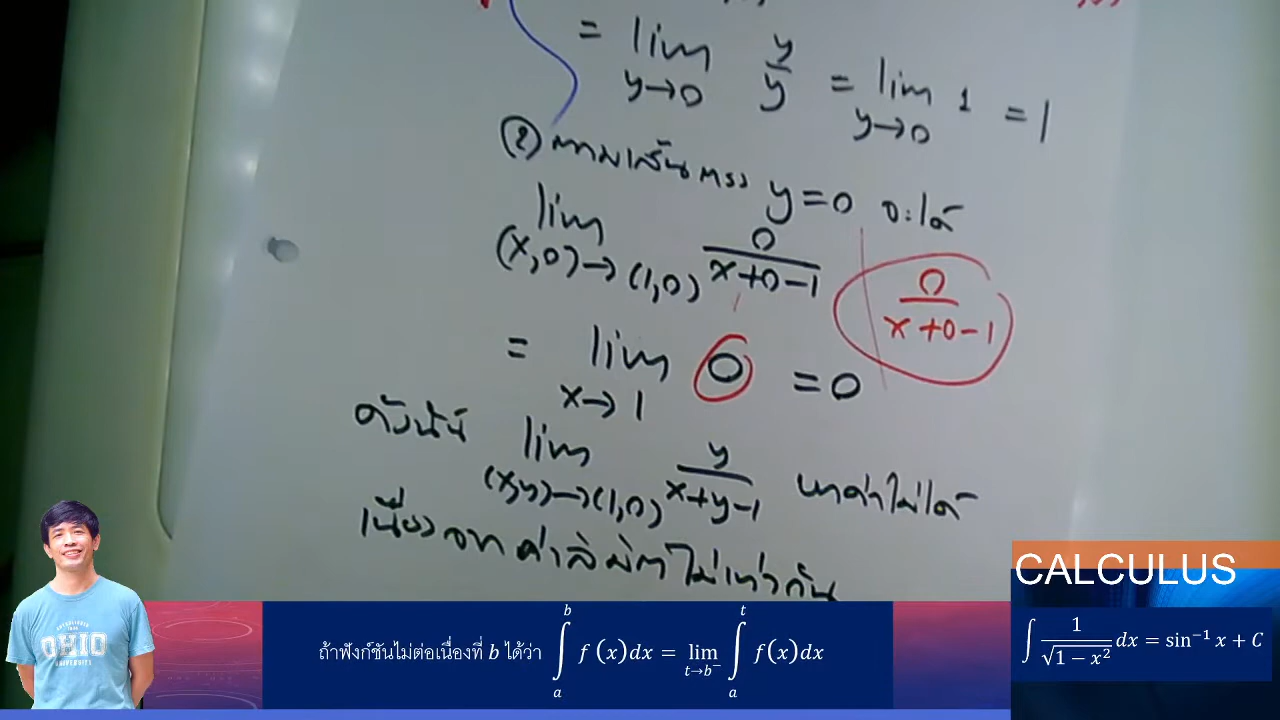 = lim y→0 y/y = lim y→0 1 = 1
② ตามเส้นตรง y=0 จะได้
lim (x,0)→(1,0) 0/(x+0-1)
0/(x+0-1)
= lim x→1 0 = 0
ดังนั้น lim (x,y)→(1,0) y/(x+y-1) หาค่าไม่ได้
เนื่องจากค่าลิมิตไม่เท่ากัน
OHIO
UNIVERSITY
ถ้าฟังก์ชันไม่ต่อเนื่องที่ b ได้ว่า ∫_a^b f(x)dx = lim t→b⁻ ∫_a^t f(x)dx
CALCULUS
∫ 1/√(1-x²) dx = sin⁻¹ x + C